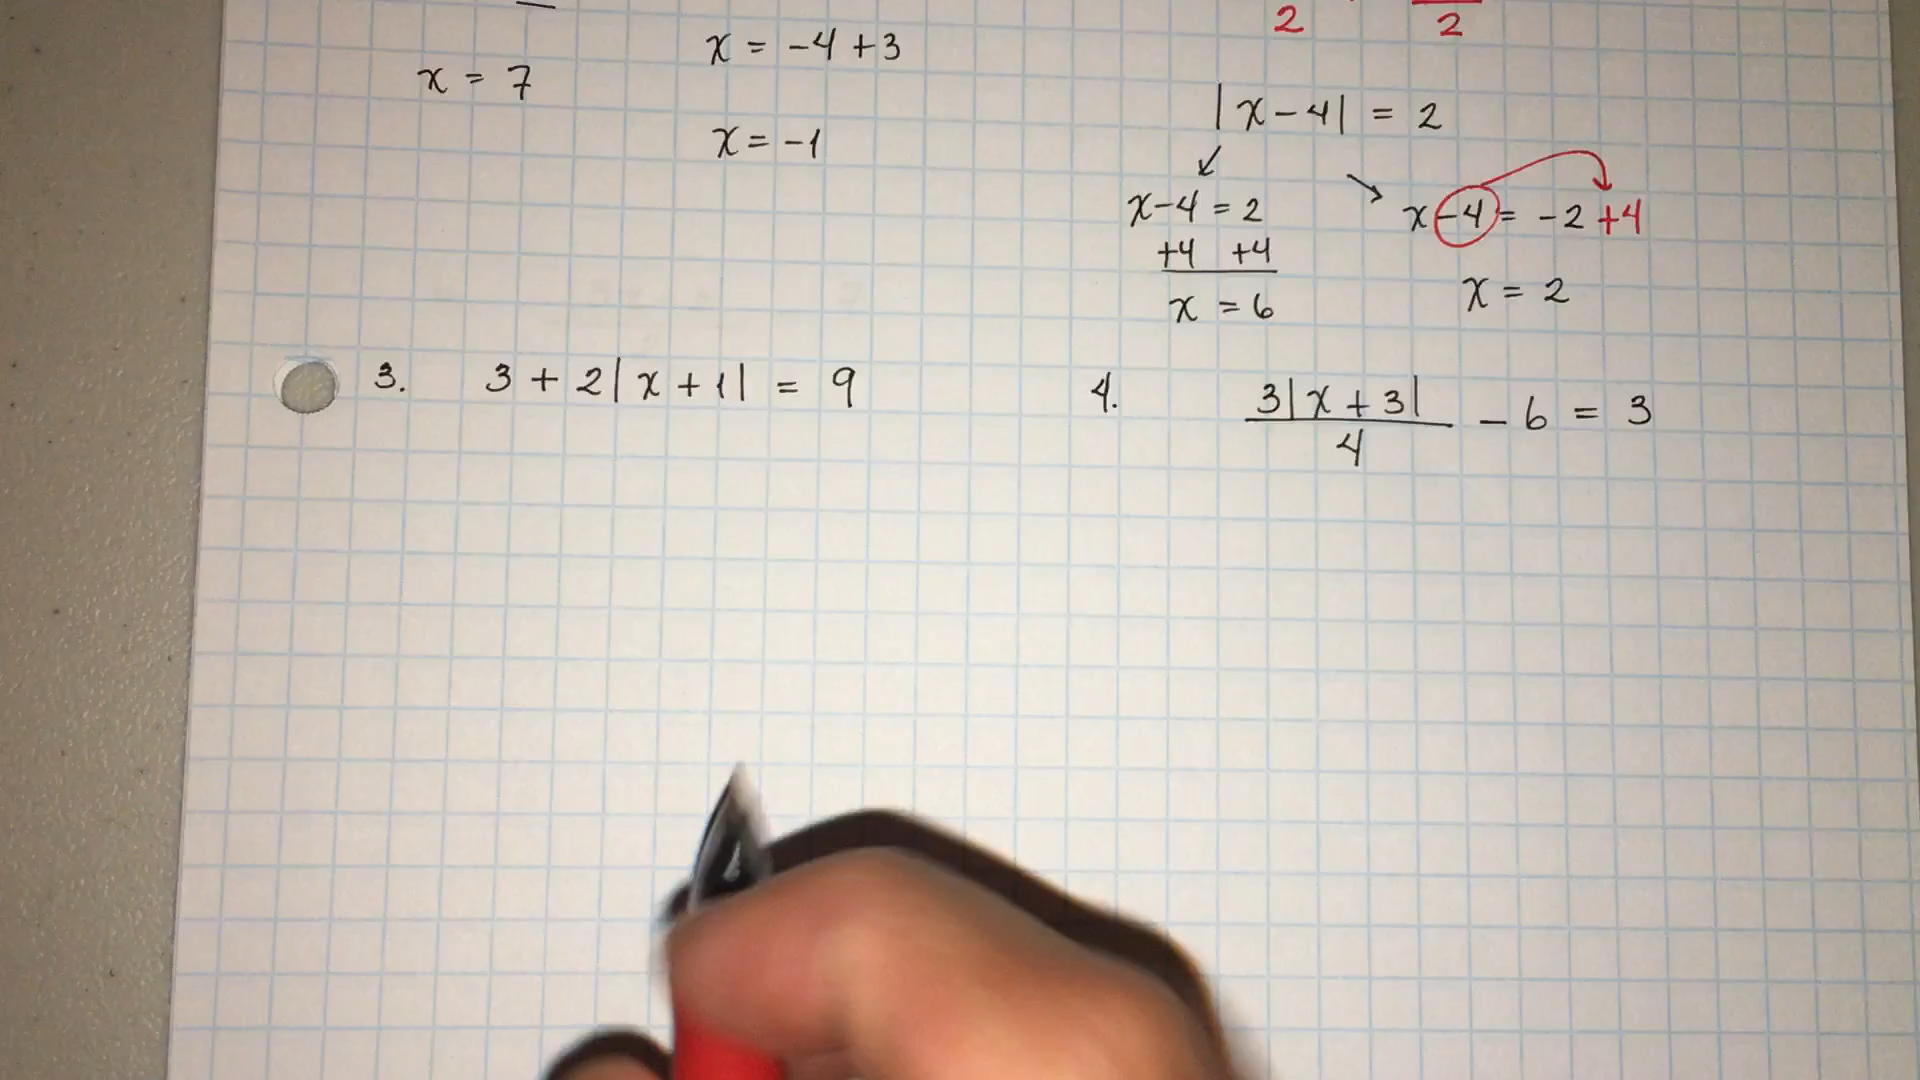 x = 7
x = -4 + 3
x = -1
2 2
|x - 4| = 2
x - 4 = 2
+4 +4
x = 6
x - 4 = -2 + 4
x = 2
3. 3 + 2|x + 1| = 9
4. 3|x + 3| - 6 = 3
4